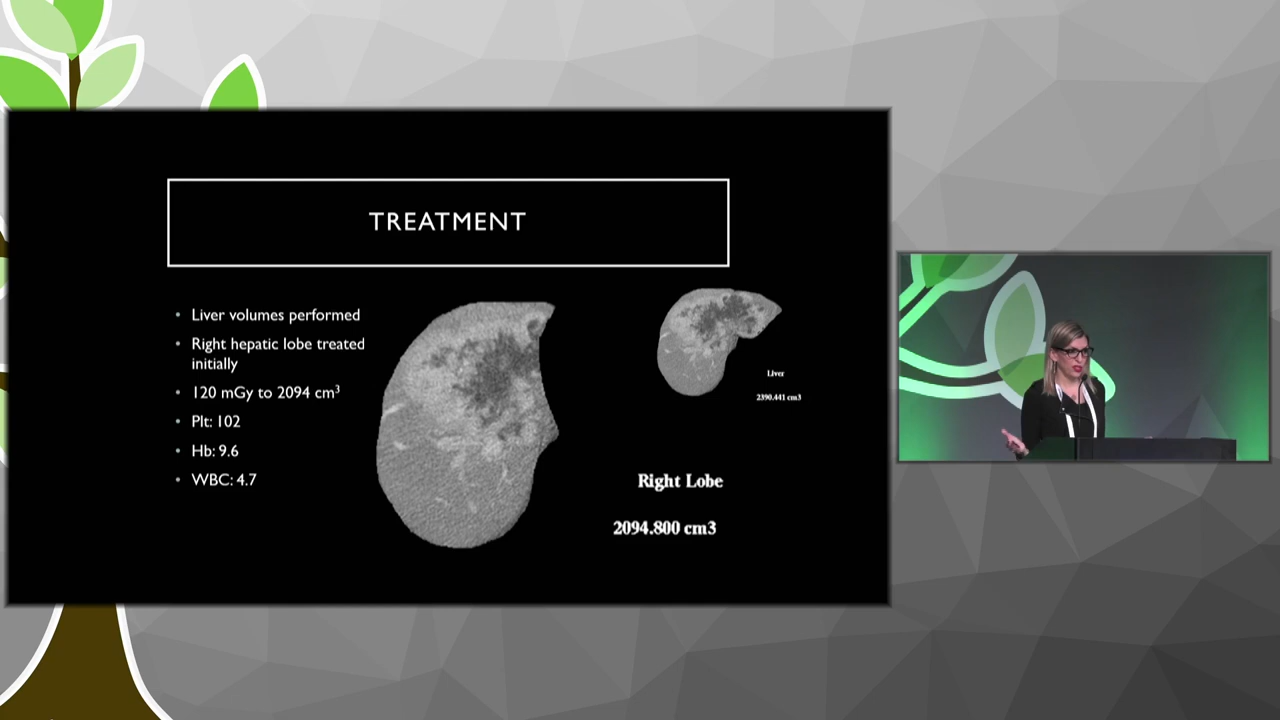 TREATMENT
• Liver volumes performed
• Right hepatic lobe treated
initially
• 120 mGy to 2094 cm³
• Plt: 102
• Hb: 9.6
• WBC: 4.7
Liver
2390.441 cm3
Right Lobe
2094.800 cm3